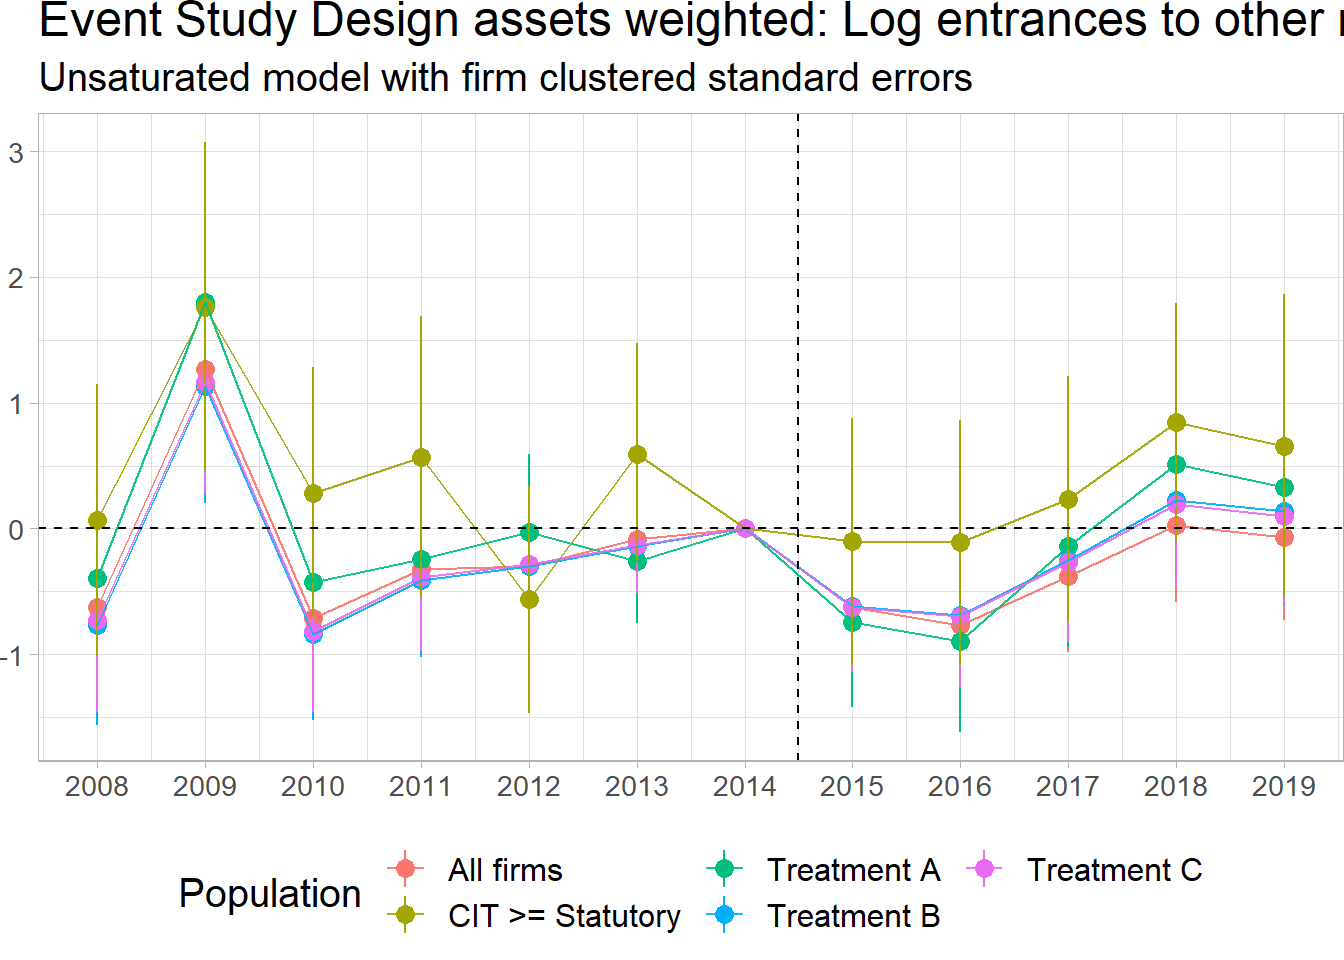 Event Study Design assets weighted: Log entrances to other
Unsaturated model with firm clustered standard errors
3
2
1
0
-1
2008 2009 2010 2011 2012 2013 2014 2015 2016 2017 2018 2019
Population
All firms Treatment A Treatment C
CIT >= Statutory Treatment B